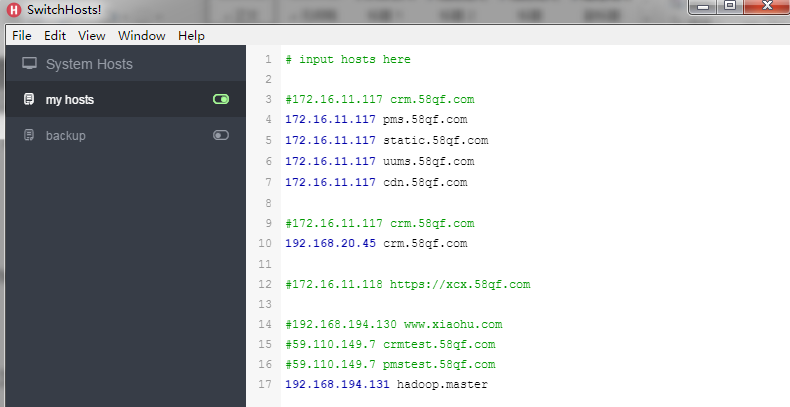 SwitchHosts!
File Edit View Window Help
System Hosts
my hosts
backup
1 # input hosts here
2
3 #172.16.11.117 crm.58qf.com
4 172.16.11.117 pms.58qf.com
5 172.16.11.117 static.58qf.com
6 172.16.11.117 uums.58qf.com
7 172.16.11.117 cdn.58qf.com
8
9 #172.16.11.117 crm.58qf.com
10 192.168.20.45 crm.58qf.com
11
12 #172.16.11.118 https://xcx.58qf.com
13
14 #192.168.194.130 www.xiaohu.com
15 #59.110.149.7 crmtest.58qf.com
16 #59.110.149.7 pmstest.58qf.com
17 192.168.194.131 hadoop.master